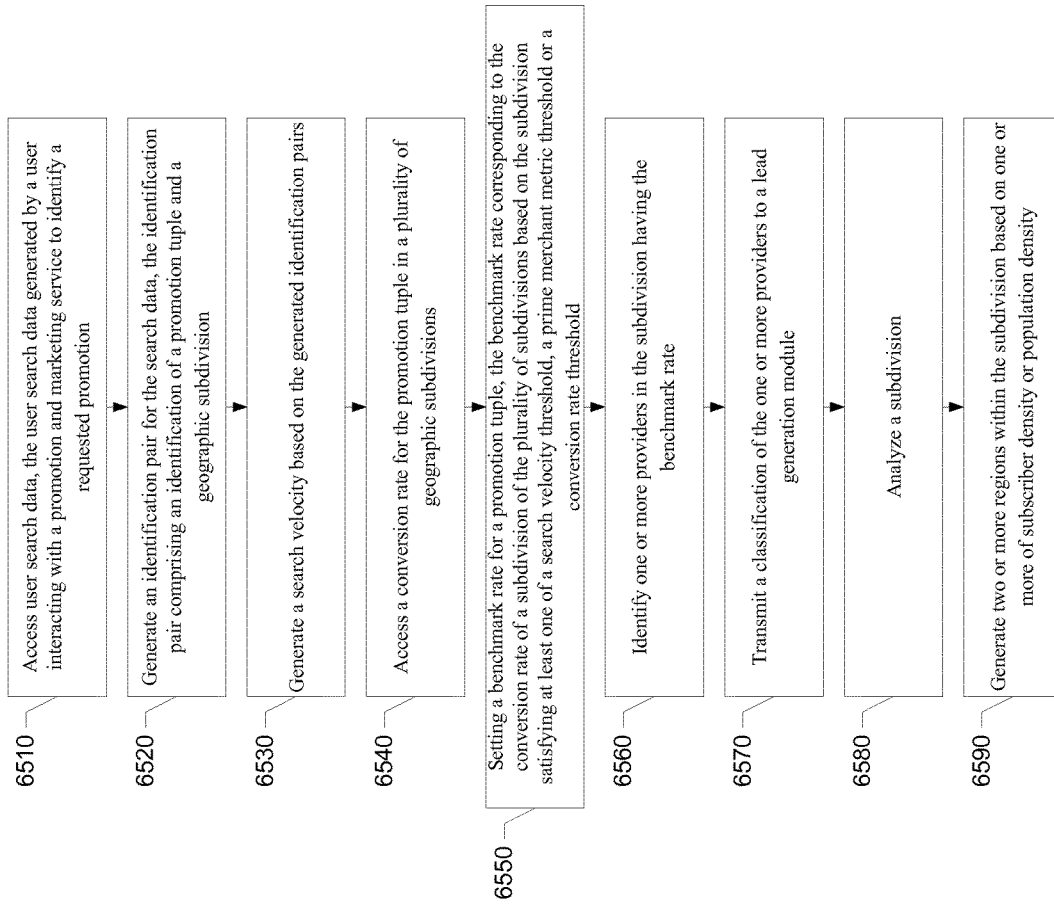 6510
Access user search data, the user search data generated by a user
interacting with a promotion and marketing service to identify a
requested promotion
6520
Generate an identification pair for the search data, the identification
pair comprising an identification of a promotion tuple and a
geographic subdivision
6530
Generate a search velocity based on the generated identification pairs
6540
Access a conversion rate for the promotion tuple in a plurality of
geographic subdivisions
6550
Setting a benchmark rate for a promotion tuple, the benchmark rate corresponding to the
conversion rate of a subdivision of the plurality of subdivisions based on the subdivision
satisfying at least one of a search velocity threshold, a prime merchant metric threshold or a
conversion rate threshold
6560
Identify one or more providers in the subdivision having the
benchmark rate
6570
Transmit a classification of the one or more providers to a lead
generation module
6580
Analyze a subdivision
6590
Generate two or more regions within the subdivision based on one or
more of subscriber density or population density